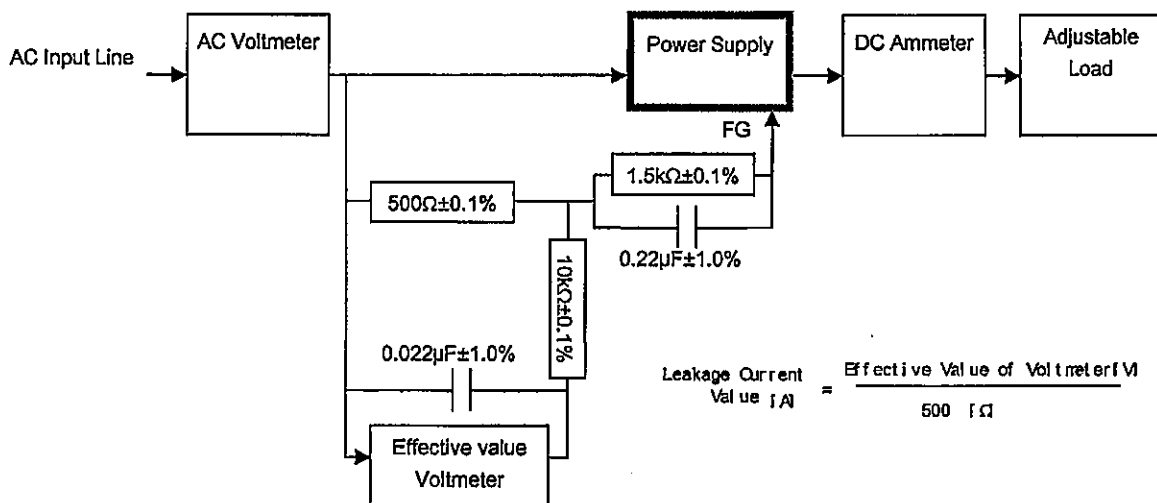 AC Input Line
AC Voltmeter
Power Supply
DC Ammeter
Adjustable
Load
FG
1.5kΩ±0.1%
500Ω±0.1%
0.22µF±1.0%
10kΩ±0.1%
0.022µF±1.0%
Effective value
Voltmeter
Leakage Current
Value [A]
=
Effective Value of Voltmeter[V]
500 [Ω]